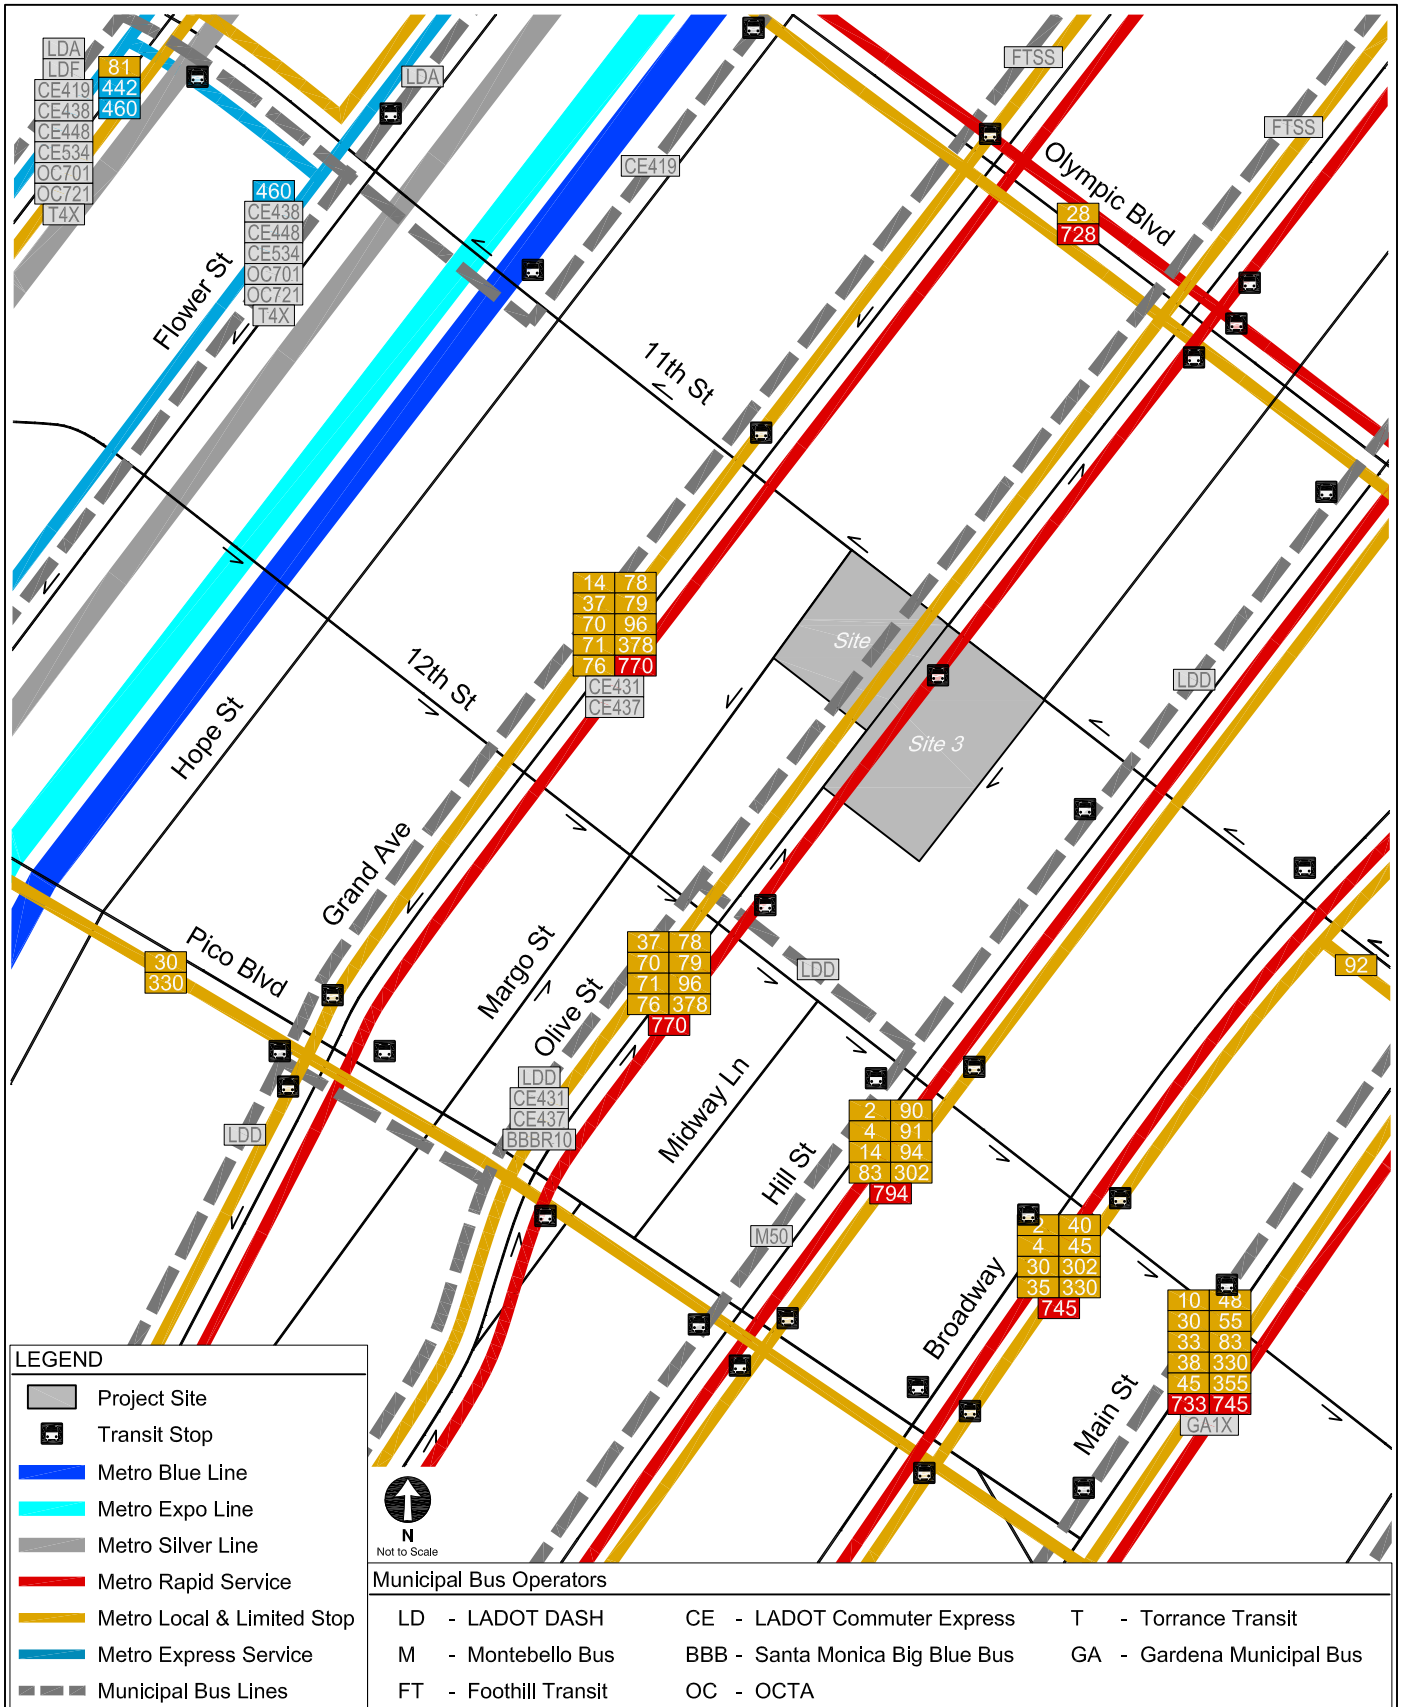 LDA
LDF
CE419
CE438
CE448
CE534
OC701
OC721
T4X
81
442
460
LDA
FTSS
FTSS
CE419
460
CE438
CE448
CE534
OC701
OC721
T4X
Flower St
Olympic Blvd
28
728
11th St
14 78
37 79
70 96
71 378
76 770
CE431
CE437
Site
Site 3
LDD
12th St
Hope St
Grand Ave
Pico Blvd
30
330
Margo St
Olive St
37 78
70 79
71 96
76 378
770
LDD
92
LDD
CE431
CE437
BBBR10
LDD
Midway Ln
Hill St
2 90
4 91
14 94
83 302
794
M50
Broadway
2 40
4 45
30 302
35 330
745
Main St
10 48
30 55
33 83
38 330
45 355
733 745
GA1X
LEGEND
Project Site
Transit Stop
Metro Blue Line
Metro Expo Line
Metro Silver Line
Metro Rapid Service
Metro Local & Limited Stop
Metro Express Service
Municipal Bus Lines
N
Not to Scale
Municipal Bus Operators
LD - LADOT DASH
CE - LADOT Commuter Express
T - Torrance Transit
M - Montebello Bus
BBB - Santa Monica Big Blue Bus
GA - Gardena Municipal Bus
FT - Foothill Transit
OC - OCTA